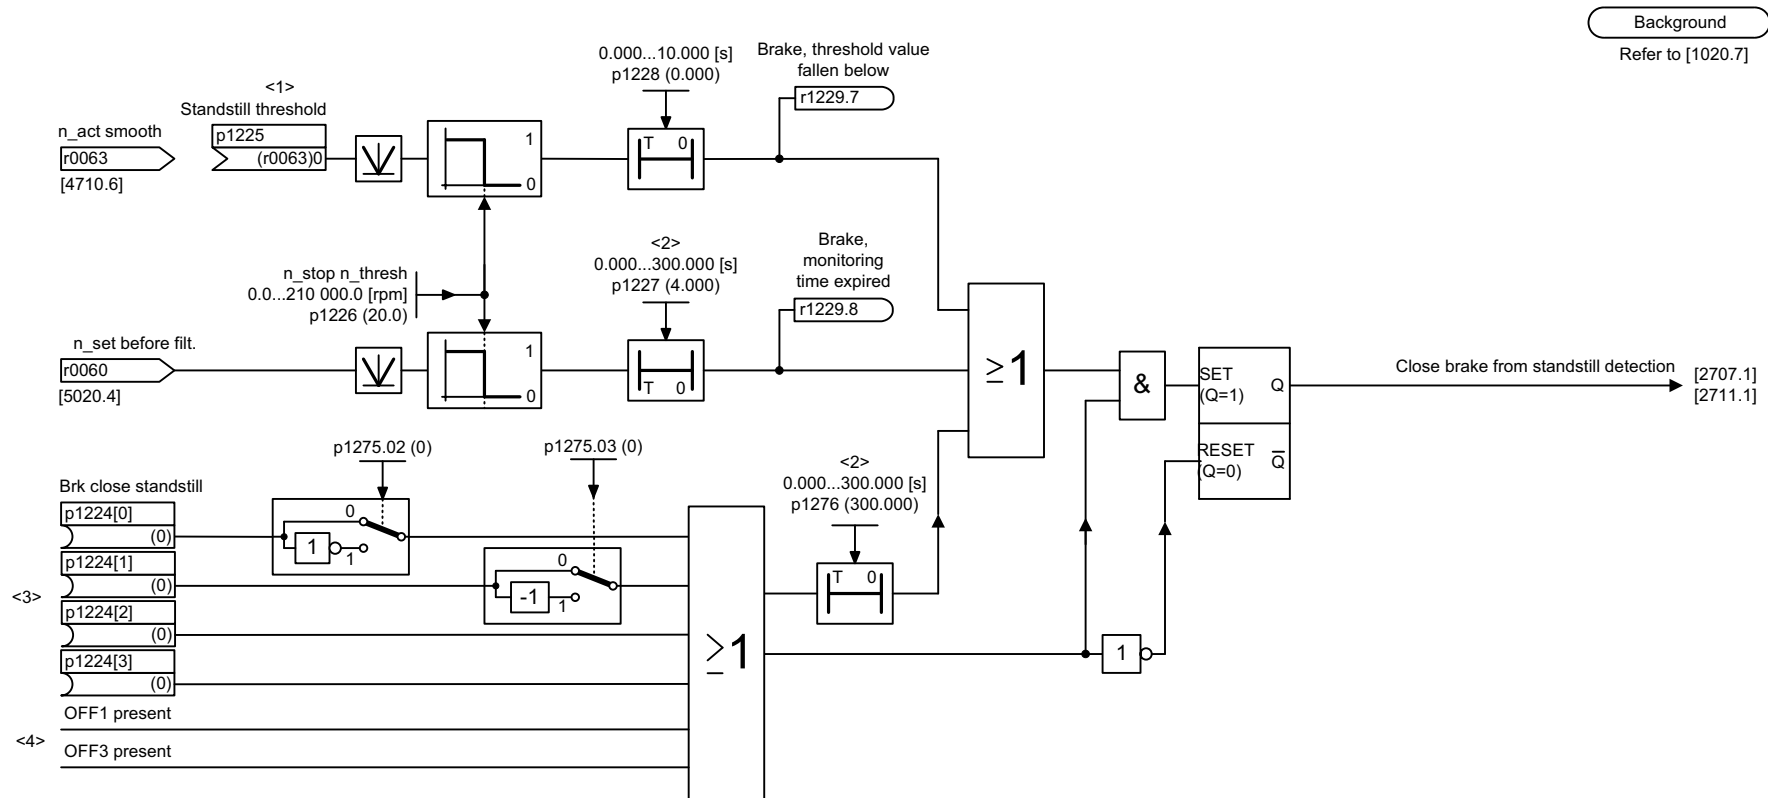 Background
Refer to [1020.7]
0.000...10.000 [s]
p1228 (0.000)
Brake, threshold value
fallen below
r1229.7
<1>
Standstill threshold
p1225
(r0063)0
n_act smooth
r0063
[4710.6]
1
0
T 0
n_stop n_thresh
0.0...210 000.0 [rpm]
p1226 (20.0)
<2>
0.000...300.000 [s]
p1227 (4.000)
Brake,
monitoring
time expired
r1229.8
n_set before filt.
r0060
[5020.4]
1
0
T 0
≥1
&
SET
(Q=1)
Q
RESET
(Q=0)
Q̅
Close brake from standstill detection
[2707.1]
[2711.1]
p1275.02 (0)
p1275.03 (0)
<2>
0.000...300.000 [s]
p1276 (300.000)
T 0
Brk close standstill
p1224[0]
(0)
0
1
1
p1224[1]
(0)
0
-1
1
<3>
p1224[2]
(0)
p1224[3]
(0)
≥1
1
OFF1 present
<4>
OFF3 present